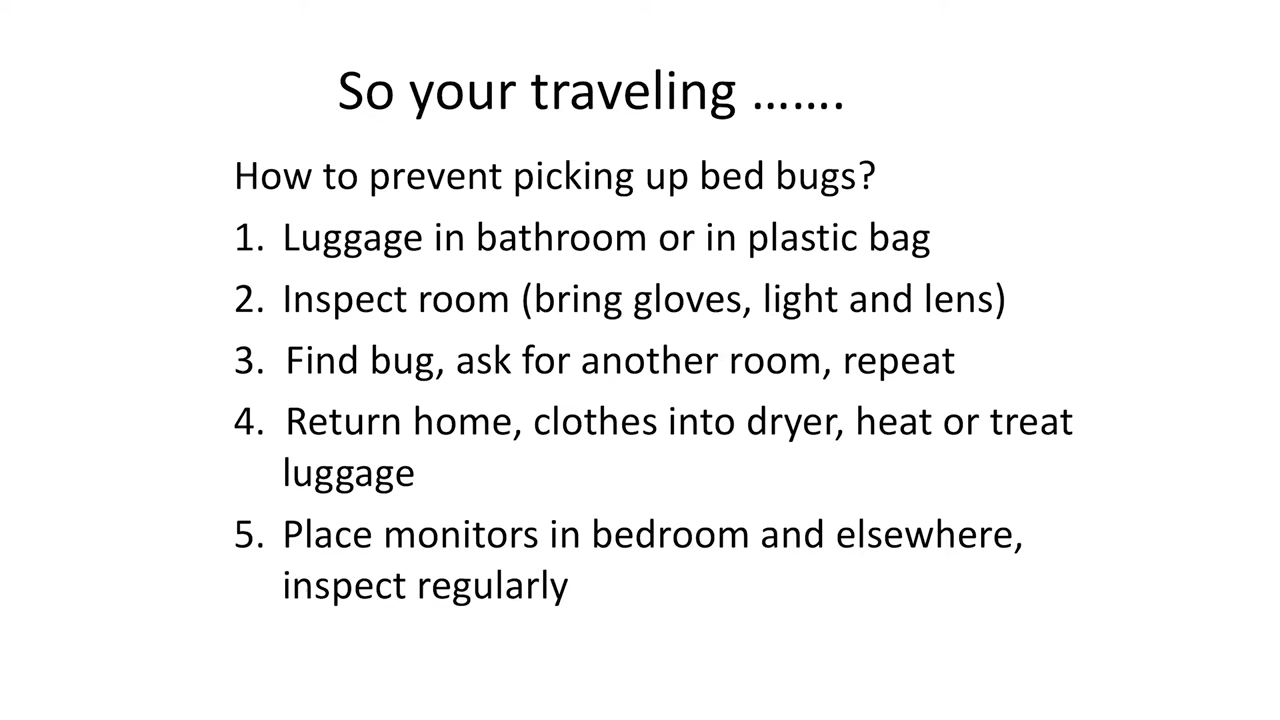 So your traveling …….
How to prevent picking up bed bugs?
1. Luggage in bathroom or in plastic bag
2. Inspect room (bring gloves, light and lens)
3. Find bug, ask for another room, repeat
4. Return home, clothes into dryer, heat or treat
luggage
5. Place monitors in bedroom and elsewhere,
inspect regularly